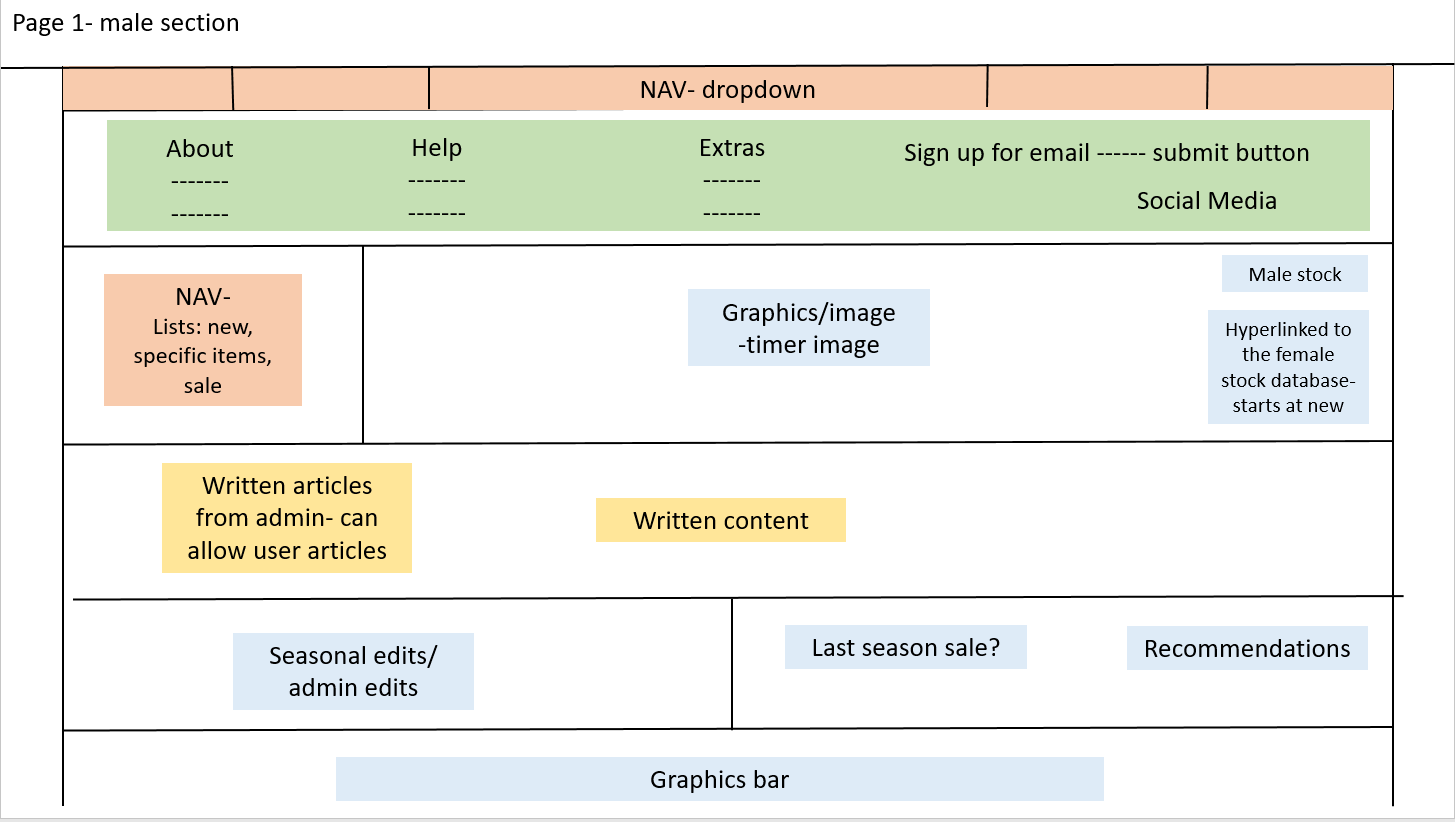 Page 1- male section
NAV- dropdown
About
-------
-------
Help
-------
-------
Extras
-------
-------
Sign up for email ------ submit button
Social Media
NAV-
Lists: new,
specific items,
sale
Graphics/image
-timer image
Male stock
Hyperlinked to
the female
stock database-
starts at new
Written articles
from admin- can
allow user articles
Written content
Seasonal edits/
admin edits
Last season sale?
Recommendations
Graphics bar